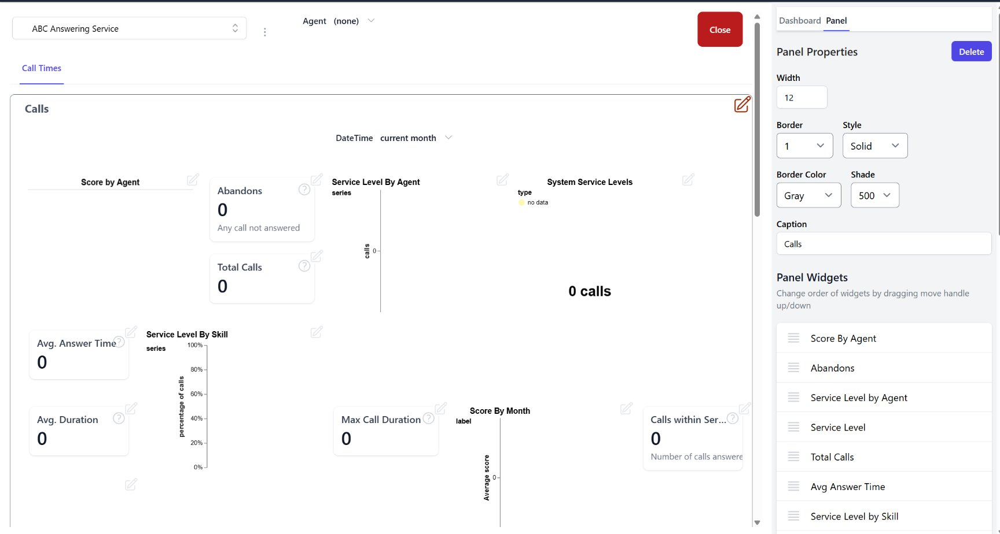 ABC Answering Service
Agent (none)
Close
Call Times
Calls
DateTime current month
Score by Agent
Abandons
0
Any call not answered
Total Calls
0
Service Level By Agent
series
calls
0
System Service Levels
type
no data
0 calls
Avg. Answer Time
0
Service Level By Skill
series
percentage of calls
100%
80%
60%
40%
20%
0%
Avg. Duration
0
Max Call Duration
0
Score By Month
label
Average score
0
Calls within Ser...
0
Number of calls answere
Dashboard Panel
Panel Properties
Delete
Width
12
Border Style
1 Solid
Border Color Shade
Gray 500
Caption
Calls
Panel Widgets
Change order of widgets by dragging move handle
up/down
Score By Agent
Abandons
Service Level by Agent
Service Level
Total Calls
Avg Answer Time
Service Level by Skill